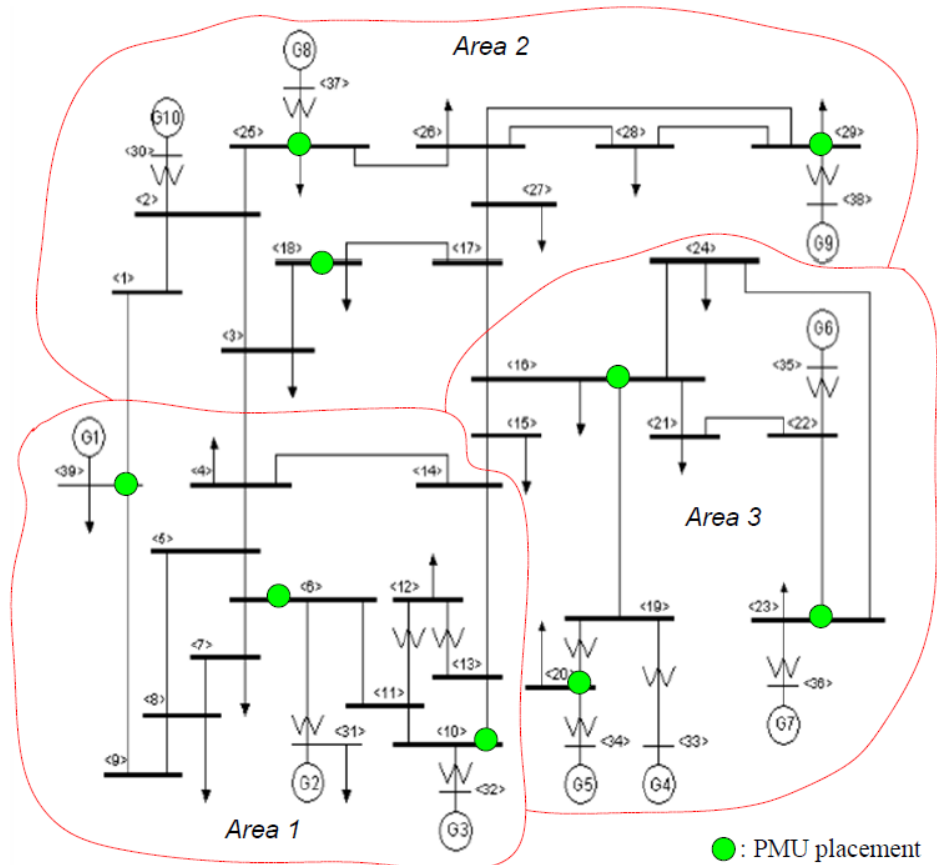 Area 2
G8
<37>
G10
<25>
<26>
<28>
<29>
<30>
<2>
<27>
<38>
G9
<18>
<17>
<24>
<1>
<3>
G6
<16>
<35>
G1
<15>
<21>
<22>
<39>
<4>
<14>
Area 3
<5>
<6>
<12>
<7>
<19>
<23>
<13>
<20>
<8>
<11>
<36>
<10>
<31>
<34>
<33>
G7
<9>
G2
<32>
G5
G4
Area 1
G3
: PMU placement